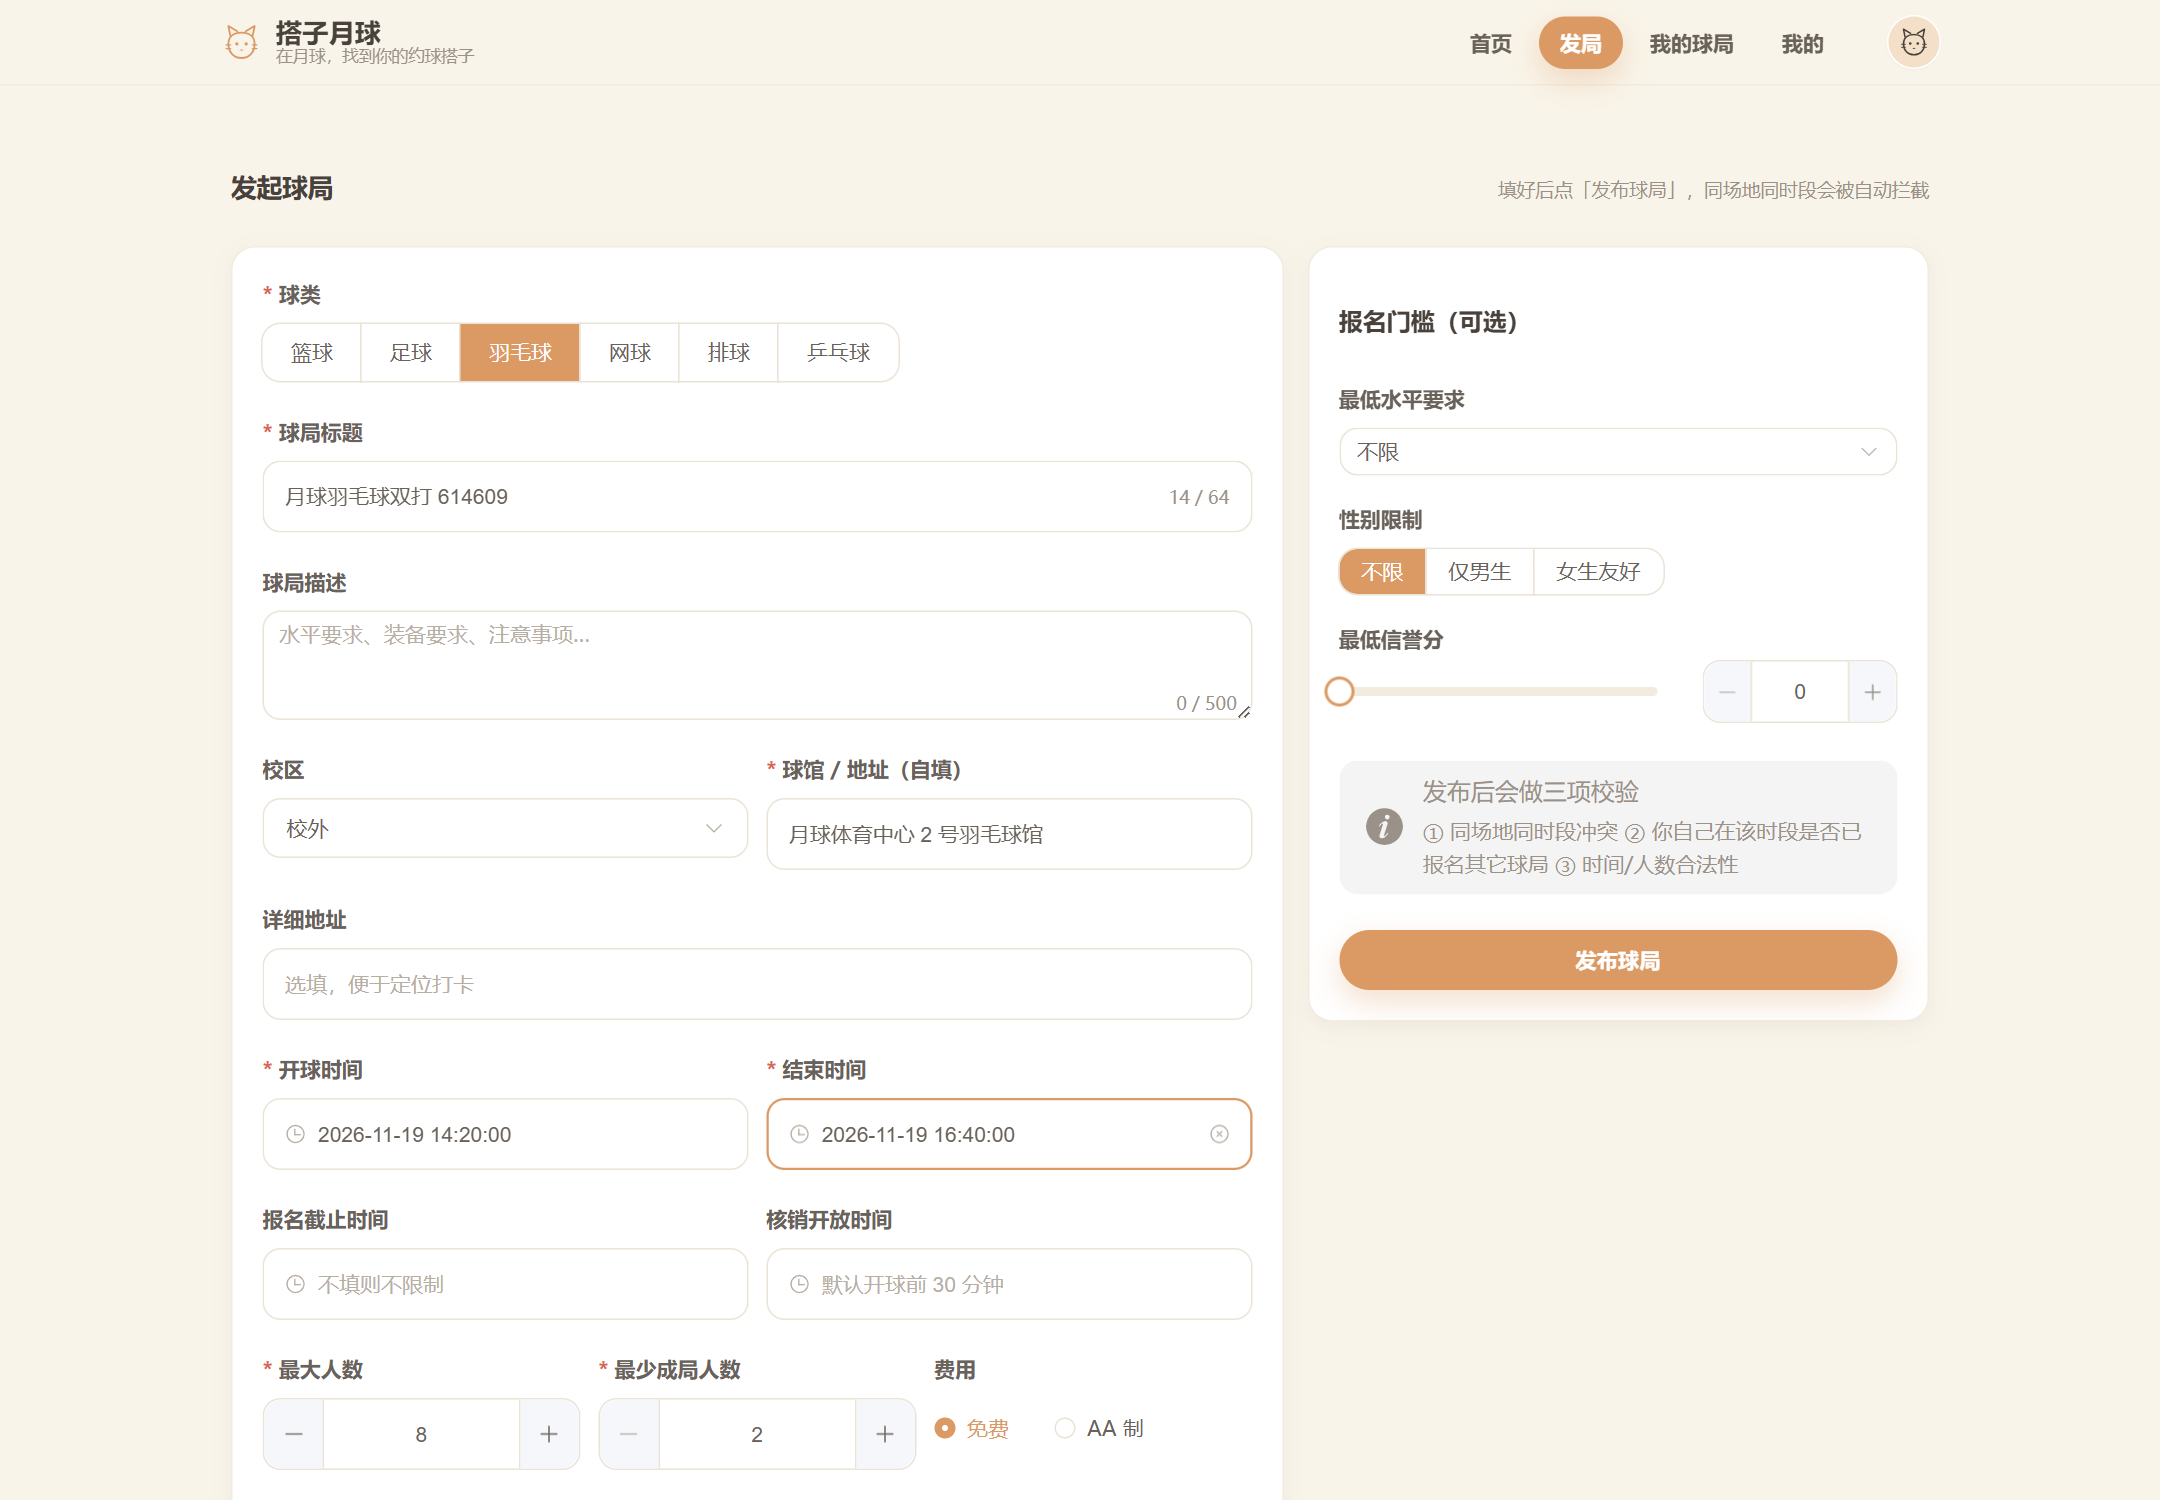 搭子月球
在月球，找到你的约球搭子
首页
发局
我的球局
我的
发起球局
填好后点「发布球局」，同场地同时段会被自动拦截
* 球类
篮球
足球
羽毛球
网球
排球
乒乓球
* 球局标题
月球羽毛球双打 614609
14 / 64
球局描述
水平要求、装备要求、注意事项...
0 / 500
校区
* 球馆 / 地址（自填）
校外
月球体育中心 2 号羽毛球馆
详细地址
选填，便于定位打卡
* 开球时间
* 结束时间
2026-11-19 14:20:00
2026-11-19 16:40:00
报名截止时间
核销开放时间
不填则不限制
默认开球前 30 分钟
* 最大人数
* 最少成局人数
费用
8
2
免费
AA 制
报名门槛（可选）
最低水平要求
不限
性别限制
不限
仅男生
女生友好
最低信誉分
0
发布后会做三项校验
① 同场地同时段冲突 ② 你自己在该时段是否已
报名其它球局 ③ 时间/人数合法性
发布球局